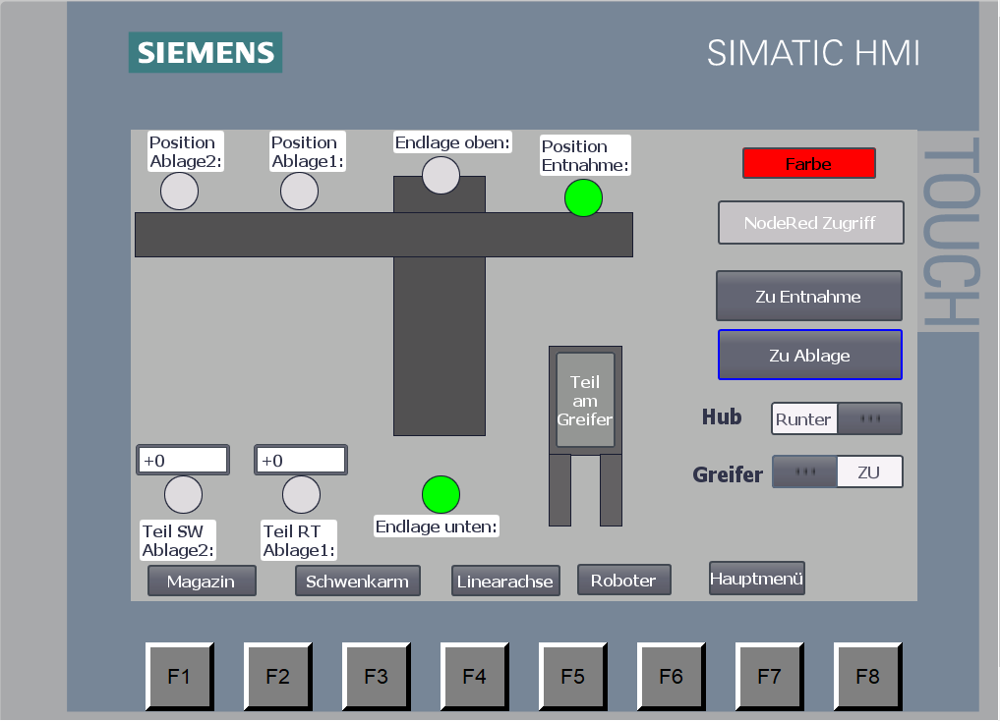 SIEMENS
SIMATIC HMI
TOUCH
Position
Ablage2:
Position
Ablage1:
Endlage oben:
Position
Entnahme:
Farbe
NodeRed Zugriff
Zu Entnahme
Zu Ablage
Teil
am
Greifer
Hub
Runter
Greifer
ZU
+0
+0
Teil SW
Ablage2:
Teil RT
Ablage1:
Endlage unten:
Magazin
Schwenkarm
Linearachse
Roboter
Hauptmenü
F1
F2
F3
F4
F5
F6
F7
F8